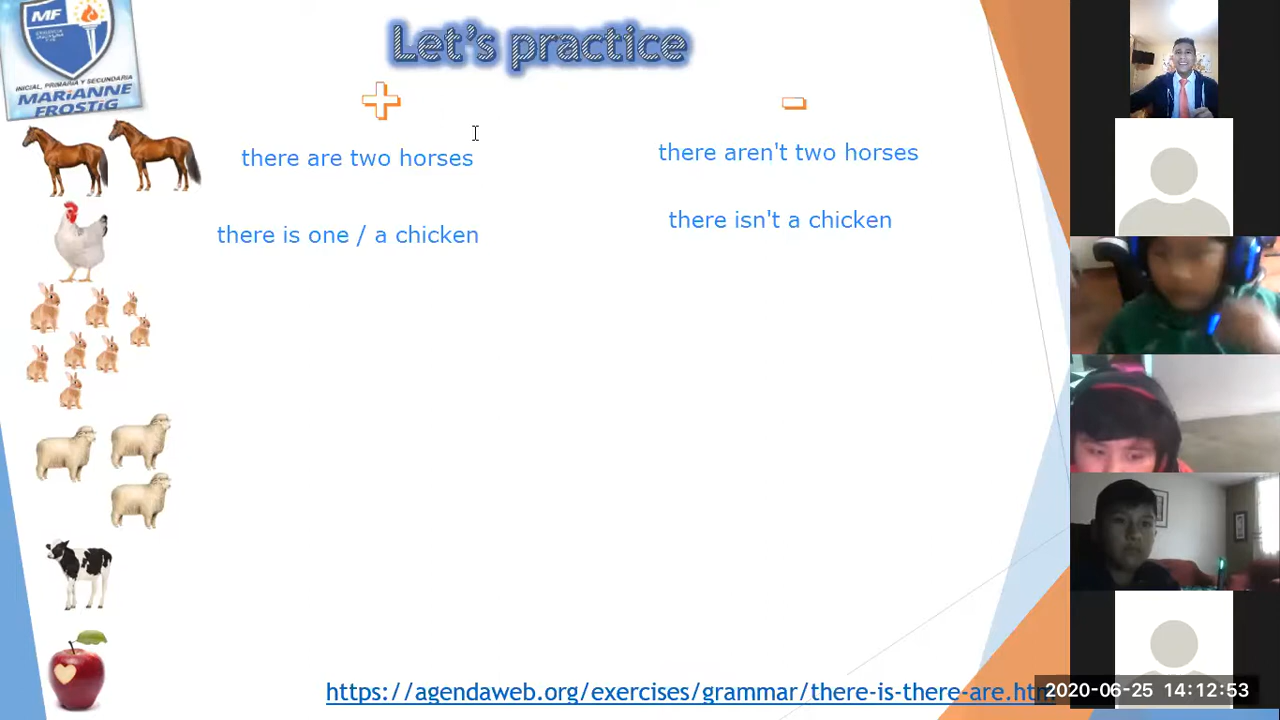 MF
INICIAL, PRIMARIA Y SECUNDARIA
MARIANNE
FROSTIG
Let's practice
there are two horses
there aren't two horses
there is one / a chicken
there isn't a chicken
https://agendaweb.org/exercises/grammar/there-is-there-are.htm
2020-06-25 14:12:53